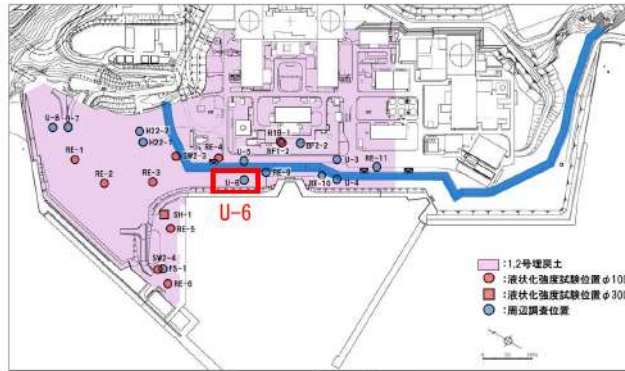 U-8
U-7
H22-2
H22-1
RE-1
RE-2
RE-3
SW2-3
RE-4
U-5
H19-1
BF1-2
BF2-2
U-3
RE-11
RE-9
RE-10
U-4
U-6
U-6
SH-1
RE-5
SW2-4
FS-1
RE-6
:1,2号埋戻土
:液状化強度試験位置φ100
:液状化強度試験位置φ300
:周辺調査位置